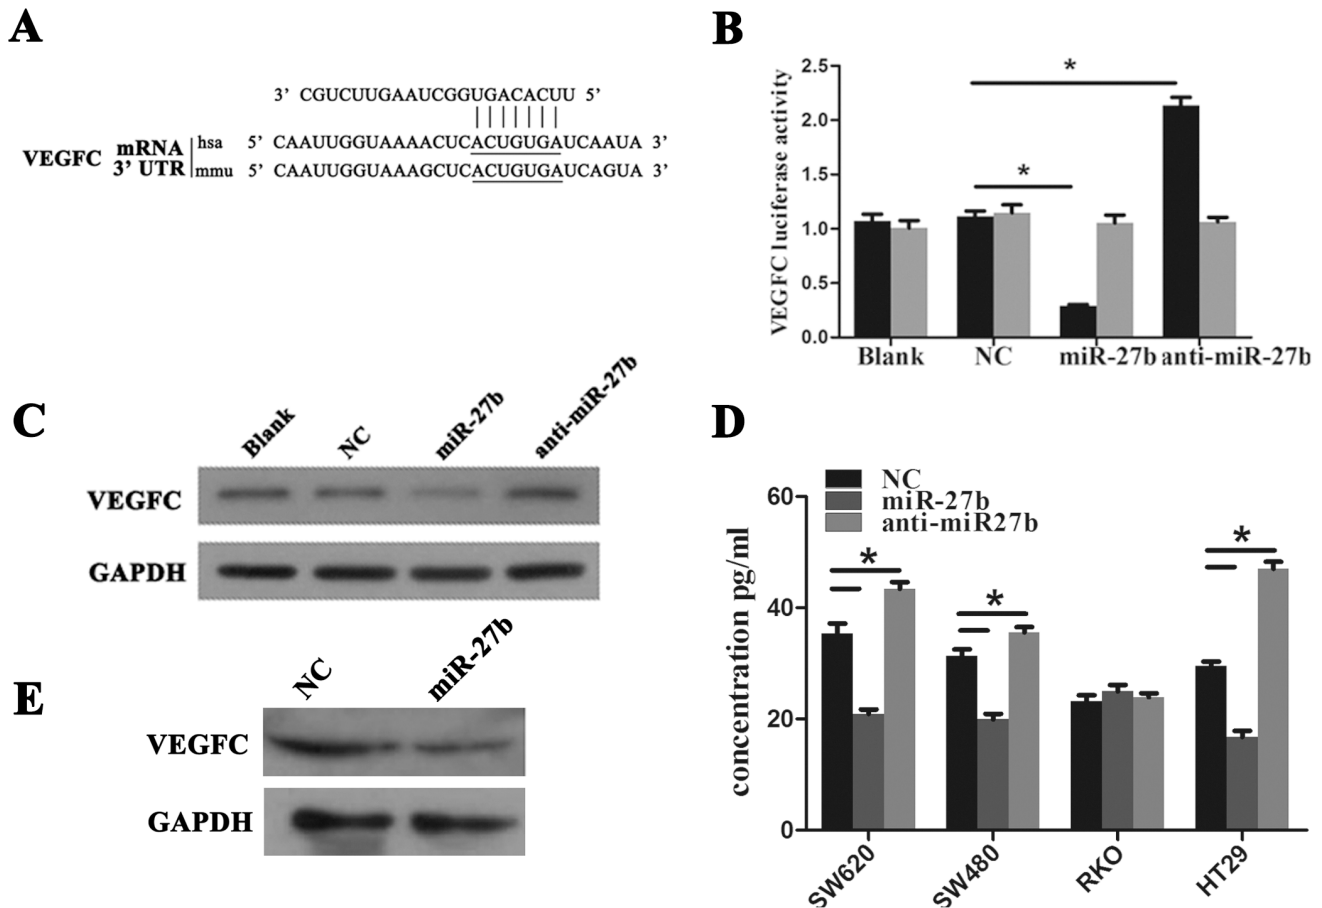 A
3’ CGUCUUGAAUCGGUGACACUU 5’
VEGFC mRNA 3’ UTR
hsa 5’ CAAUUGGUAAAACUCACUGUGAUCAAUA 3’
mmu 5’ CAAUUGGUAAAGCUCACUGUGAUCAGUA 3’
B
VEGFC luciferase activity
2.5
2.0
1.5
1.0
0.5
0.0
*
*
Blank NC miR-27b anti-miR-27b
C
Blank NC miR-27b anti-miR-27b
VEGFC
GAPDH
D
NC
miR-27b
anti-miR27b
concentration pg/ml
60
40
20
0
* * *
SW620 SW480 RKO HT29
E
NC miR-27b
VEGFC
GAPDH